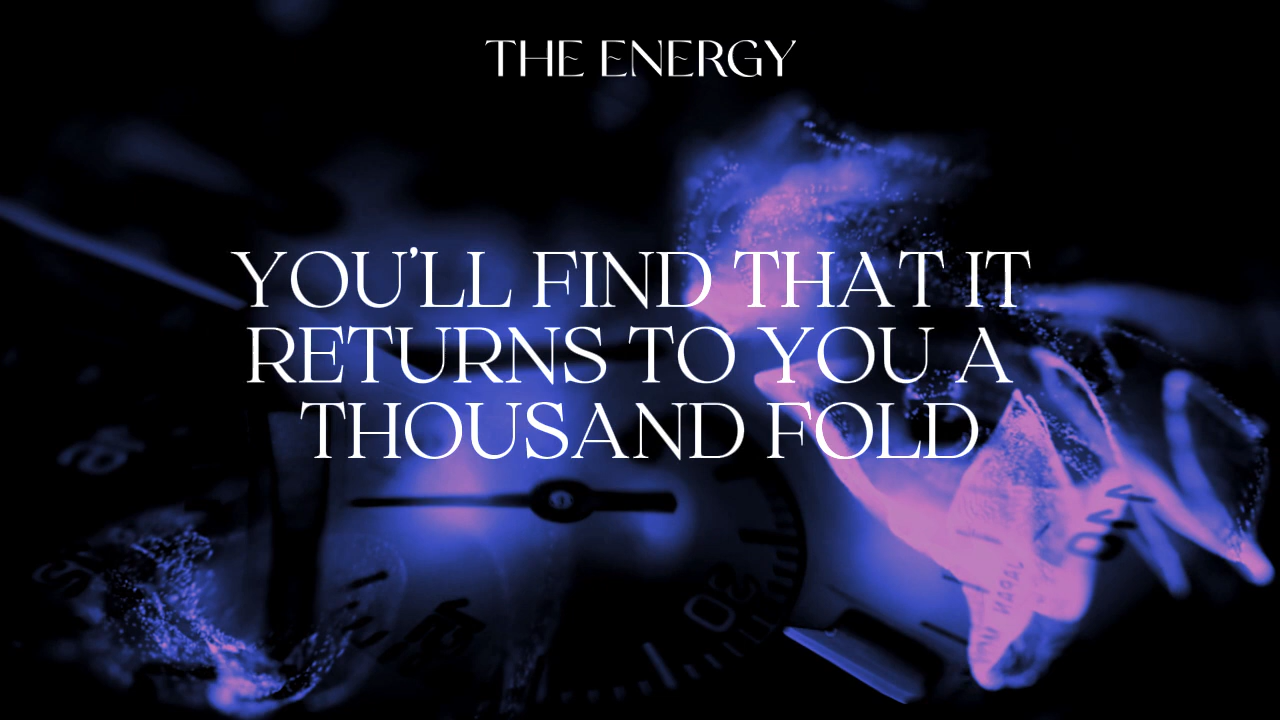 THE ENERGY
YOU'LL FIND THAT IT
RETURNS TO YOU A
THOUSAND FOLD